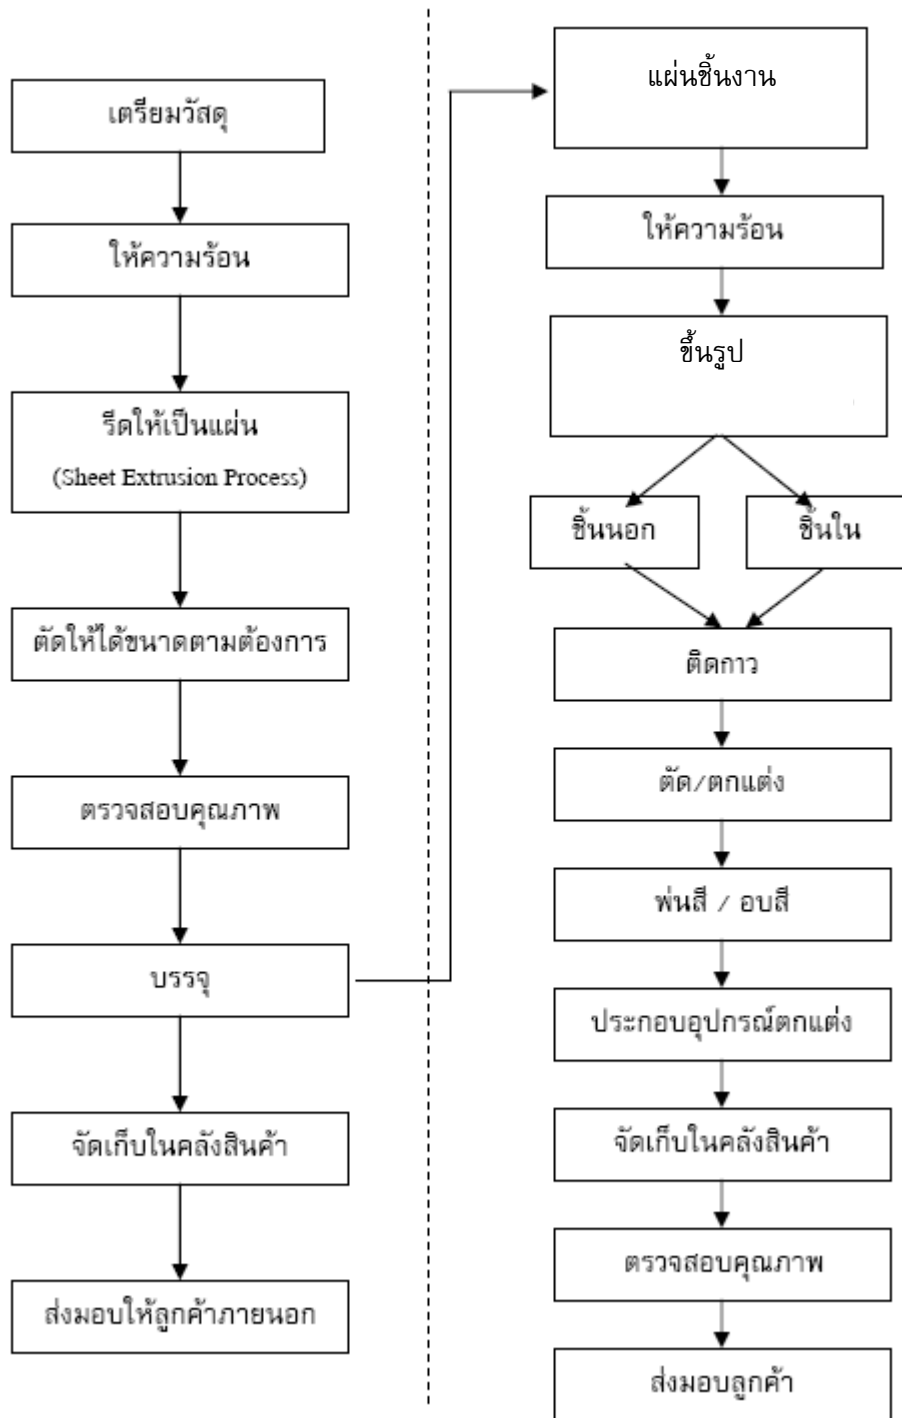 เตรียมวัสดุ
ให้ความร้อน
รีดให้เป็นแผ่น
(Sheet Extrusion Process)
ตัดให้ได้ขนาดตามต้องการ
ตรวจสอบคุณภาพ
บรรจุ
จัดเก็บในคลังสินค้า
ส่งมอบให้ลูกค้าภายนอก
แผ่นชิ้นงาน
ให้ความร้อน
ขึ้นรูป
ชิ้นนอก
ชิ้นใน
ติดกาว
ตัด/ตกแต่ง
พ่นสี / อบสี
ประกอบอุปกรณ์ตกแต่ง
จัดเก็บในคลังสินค้า
ตรวจสอบคุณภาพ
ส่งมอบลูกค้า